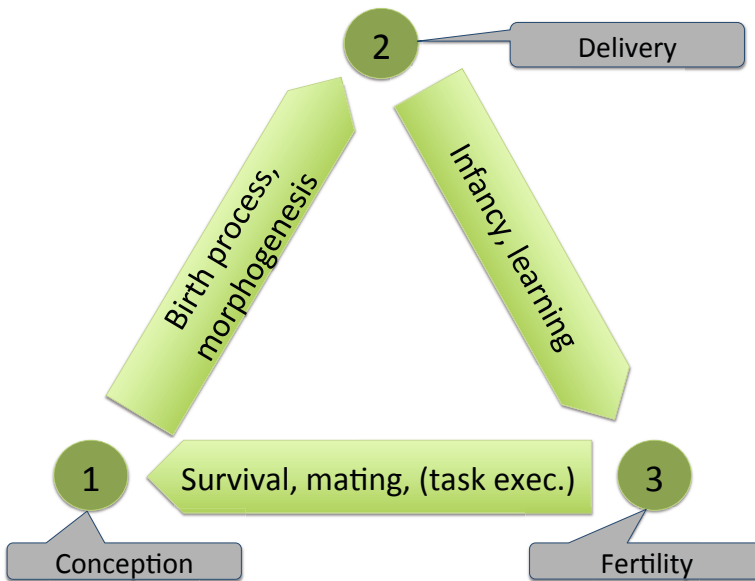 2
Delivery
Birth process,
morphogenesis
Infancy, learning
1
Survival, mating, (task exec.)
3
Conception
Fertility